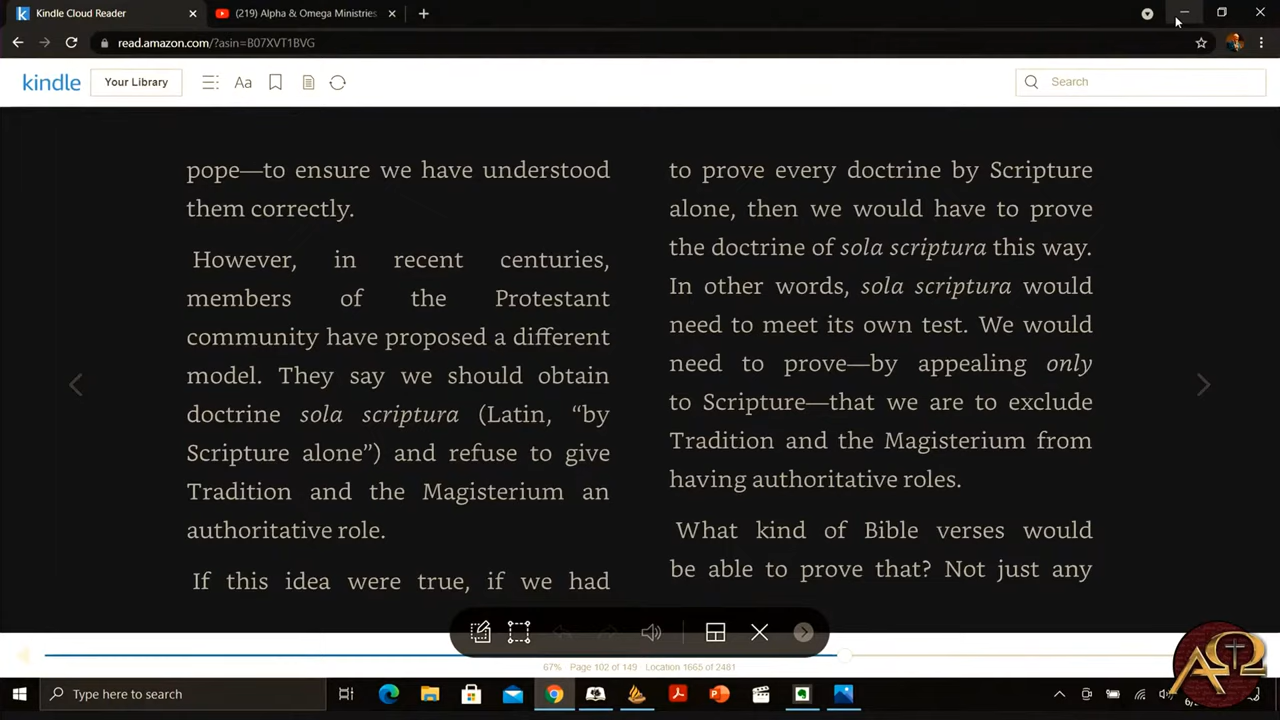 Kindle Cloud Reader
(219) Alpha & Omega Ministries
read.amazon.com/?asin=B07XVT1BVG
kindle
Your Library
Aa
Search
pope—to ensure we have understood
them correctly.
However, in recent centuries,
members of the Protestant
community have proposed a different
model. They say we should obtain
doctrine sola scriptura (Latin, “by
Scripture alone”) and refuse to give
Tradition and the Magisterium an
authoritative role.
If this idea were true, if we had
to prove every doctrine by Scripture
alone, then we would have to prove
the doctrine of sola scriptura this way.
In other words, sola scriptura would
need to meet its own test. We would
need to prove—by appealing only
to Scripture—that we are to exclude
Tradition and the Magisterium from
having authoritative roles.
What kind of Bible verses would
be able to prove that? Not just any
67% Page 102 of 149 Location 1665 of 2481
Type here to search
ΑΩ